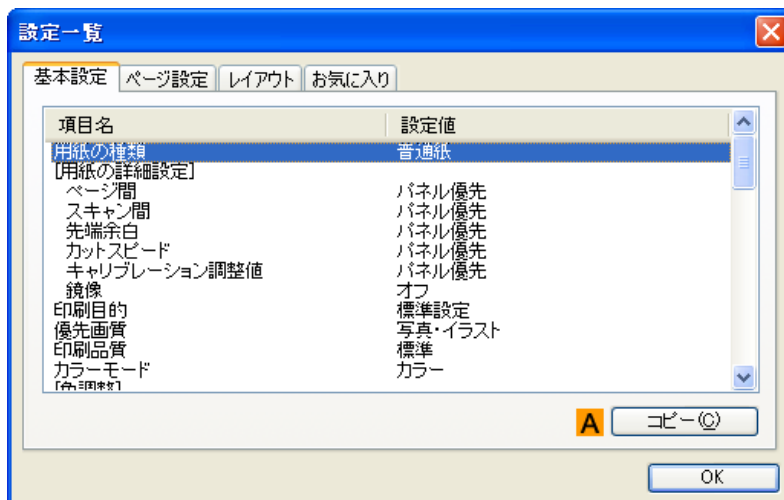 設定一覧
基本設定 ページ設定 レイアウト お気に入り
項目名 設定値
用紙の種類 普通紙
[用紙の詳細設定]
ページ間 パネル優先
スキャン間 パネル優先
先端余白 パネル優先
カットスピード パネル優先
キャリブレーション調整値 パネル優先
鏡像 オフ
印刷目的 標準設定
優先画質 写真・イラスト
印刷品質 標準
カラーモード カラー
[色調整]
A コピー(C)
OK